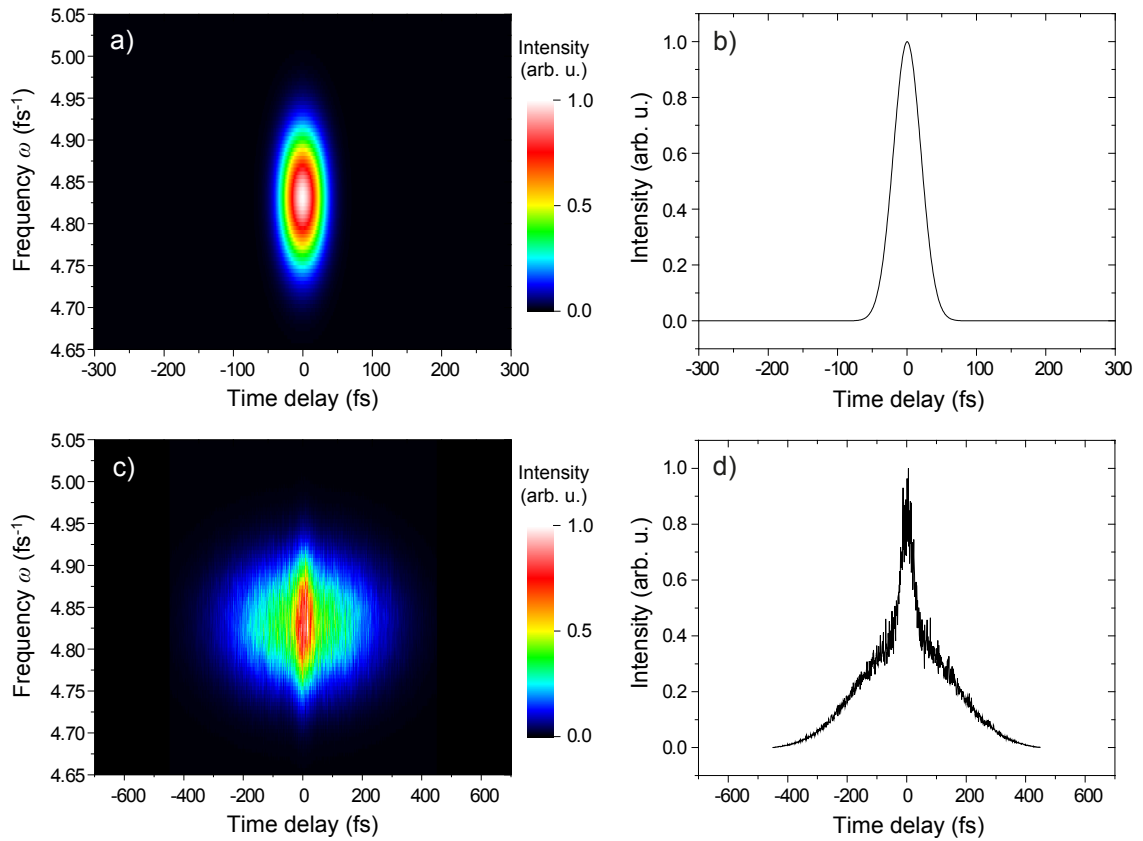 a)
5.05
5.00
4.95
4.90
4.85
4.80
4.75
4.70
4.65
Frequency ω (fs-1)
-300 -200 -100 0 100 200 300
Time delay (fs)
Intensity
(arb. u.)
1.0
0.5
0.0
b)
1.0
0.8
0.6
0.4
0.2
0.0
Intensity (arb. u.)
-300 -200 -100 0 100 200 300
Time delay (fs)
c)
5.05
5.00
4.95
4.90
4.85
4.80
4.75
4.70
4.65
Frequency ω (fs-1)
-600 -400 -200 0 200 400 600
Time delay (fs)
Intensity
(arb. u.)
1.0
0.5
0.0
d)
1.0
0.8
0.6
0.4
0.2
0.0
Intensity (arb. u.)
-600 -400 -200 0 200 400 600
Time delay (fs)